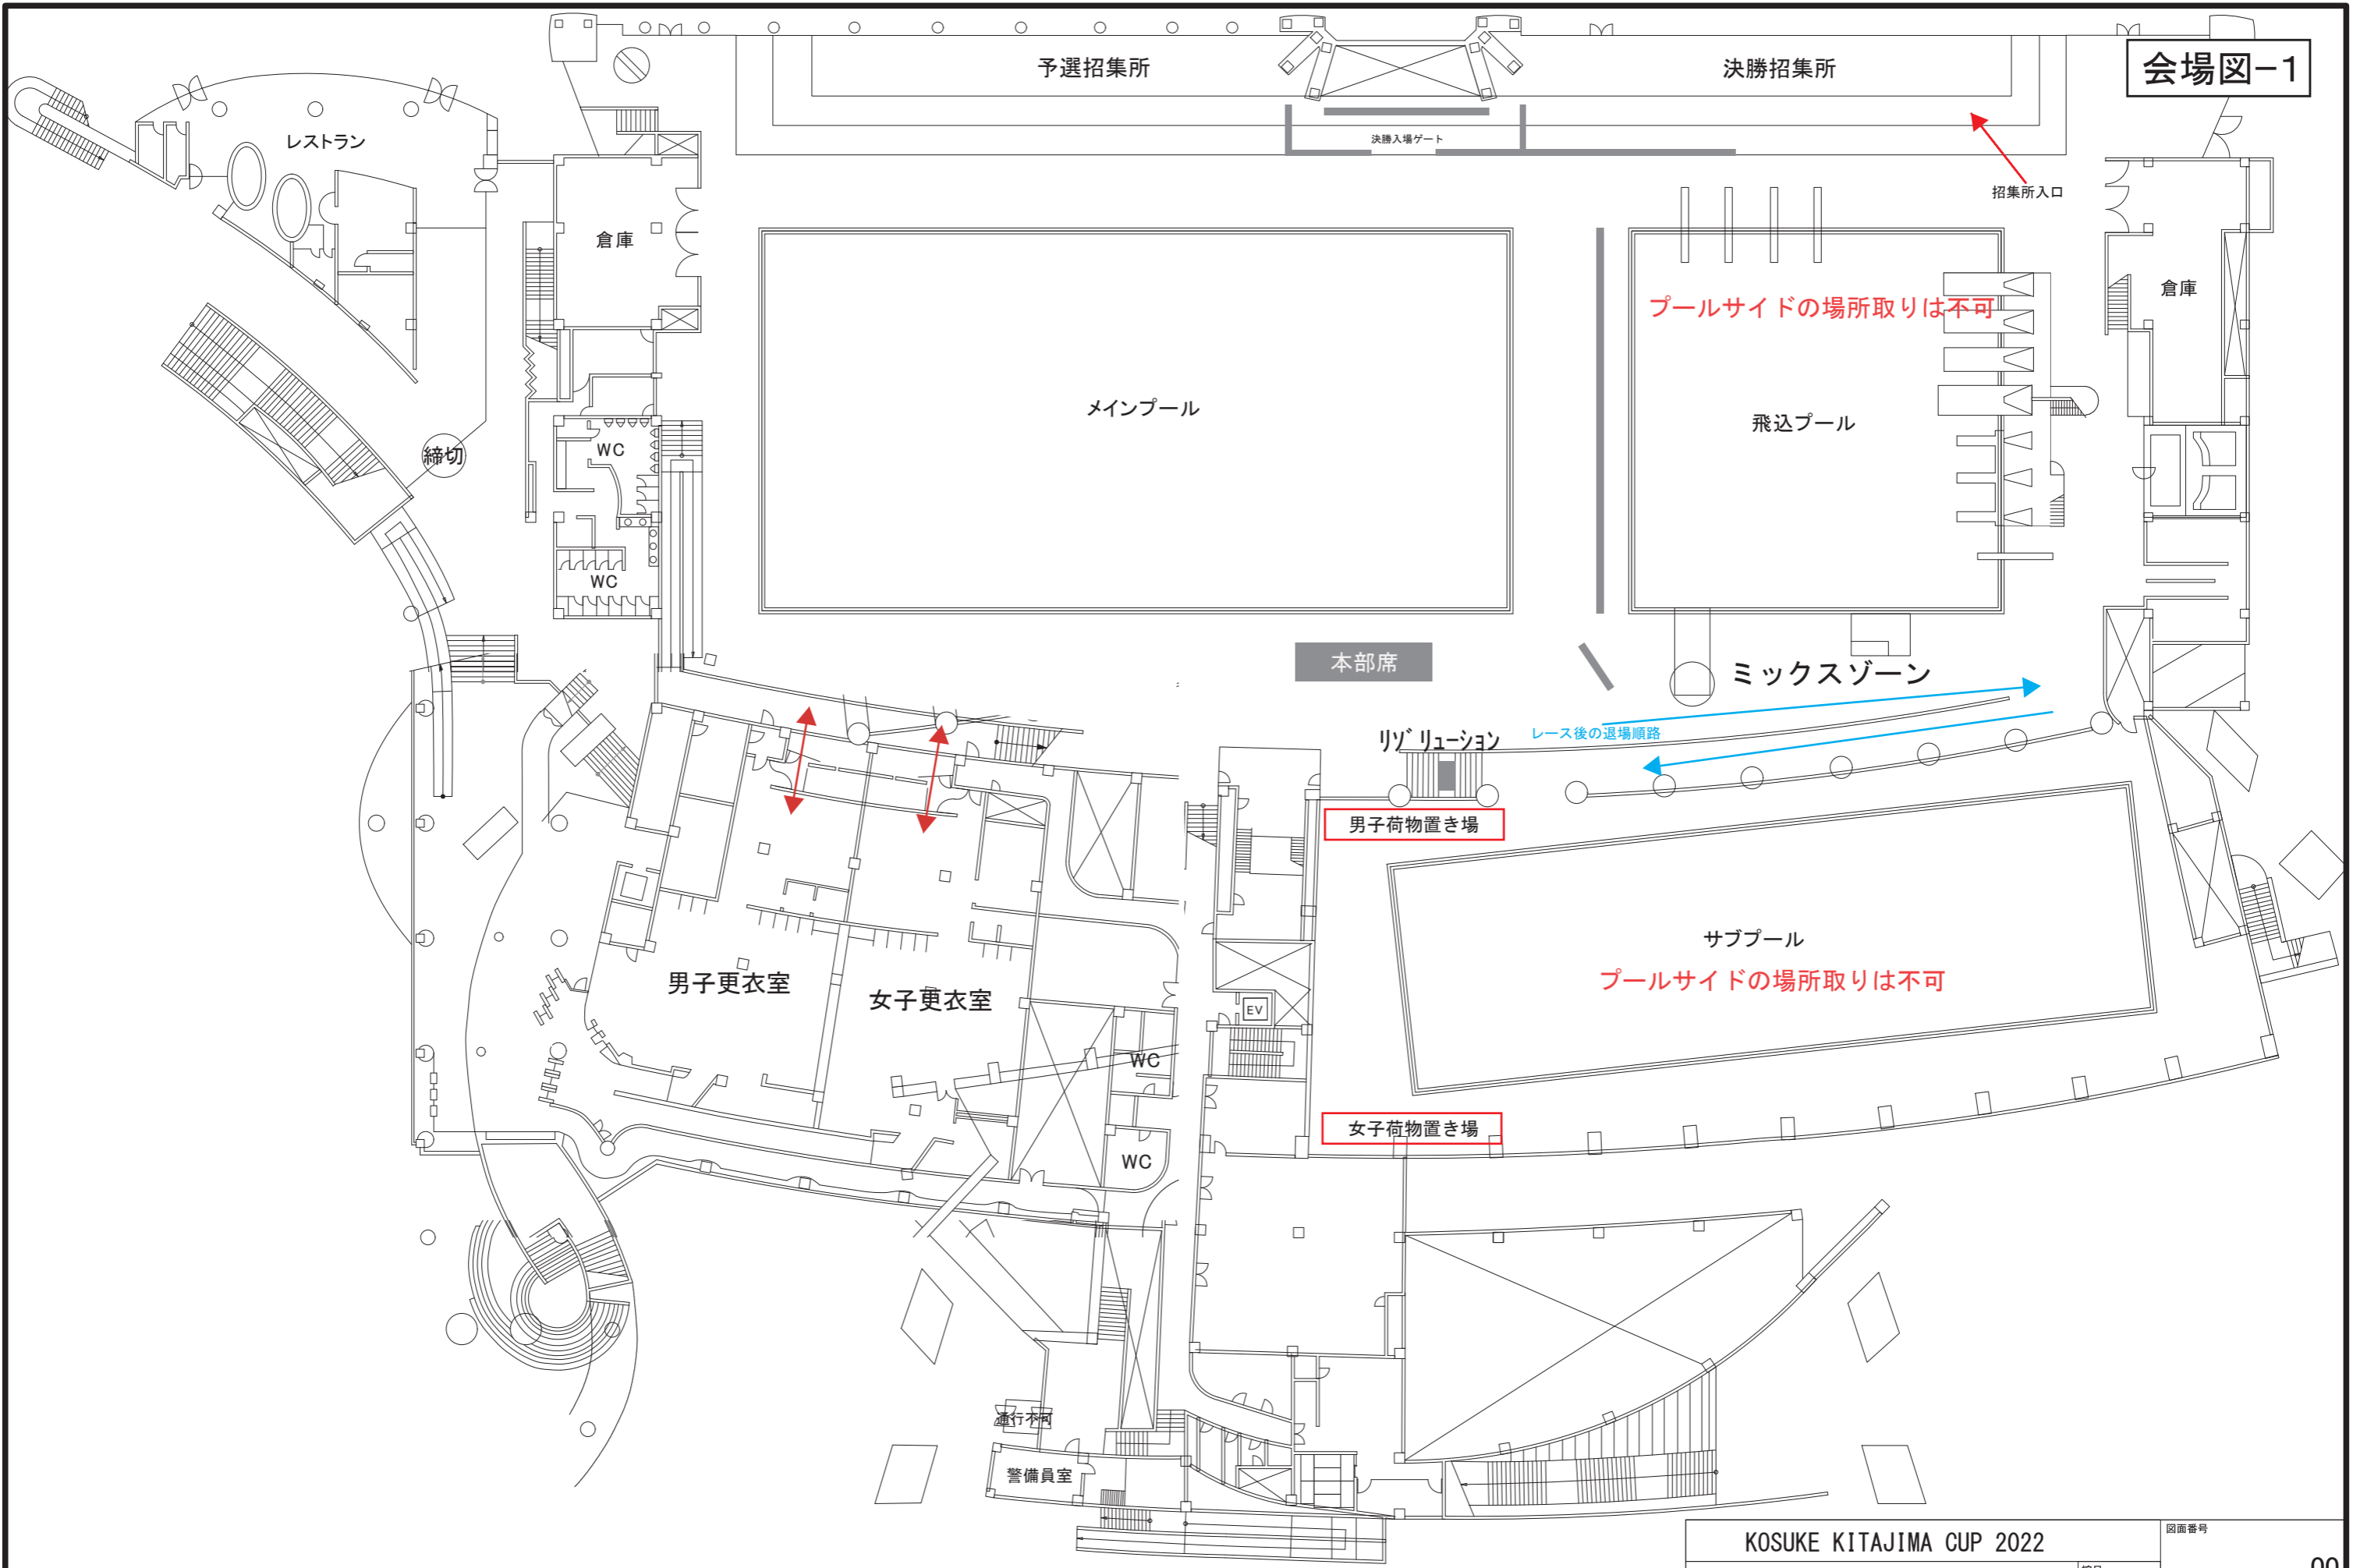 会場図-1
予選招集所
決勝招集所
レストラン
決勝入場ゲート
招集所入口
倉庫
倉庫
プールサイドの場所取りは不可
メインプール
飛込プール
締切
WC
WC
本部席
ミックスゾーン
リゾリューション
レース後の退場順路
男子荷物置き場
サブプール
プールサイドの場所取りは不可
男子更衣室
女子更衣室
EV
WC
女子荷物置き場
WC
通行不可
警備員室
KOSUKE KITAJIMA CUP 2022
図面番号
00